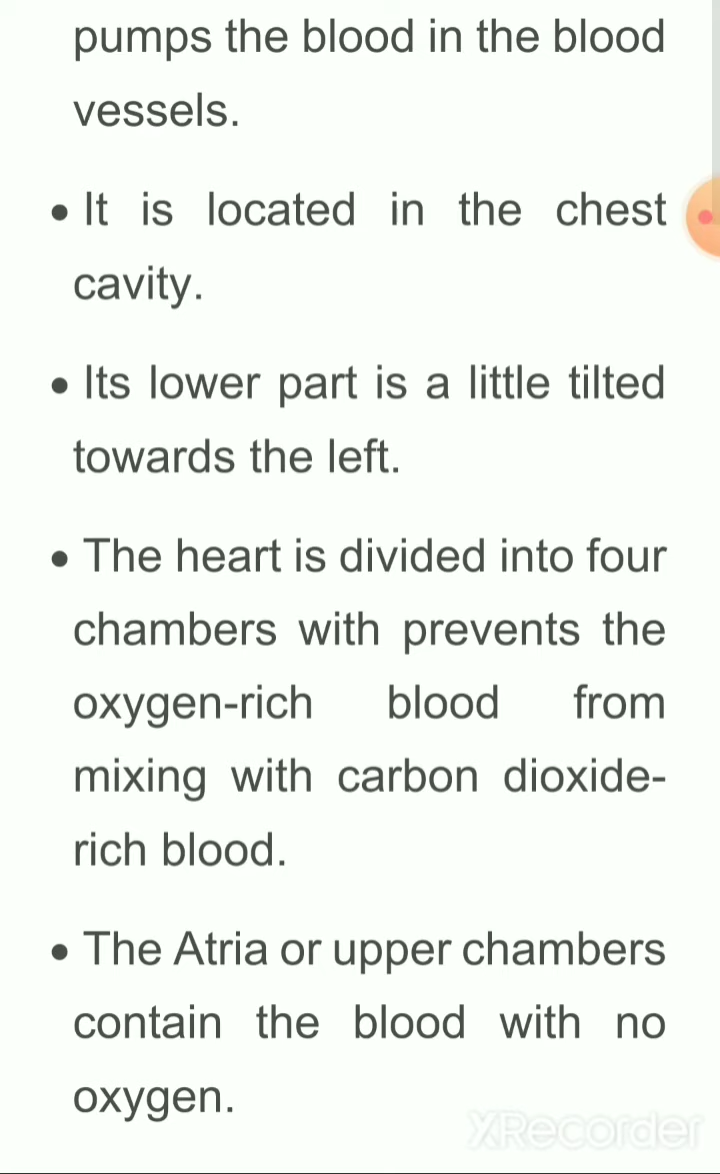 pumps the blood in the blood
vessels.
• It is located in the chest
cavity.
• Its lower part is a little tilted
towards the left.
• The heart is divided into four
chambers with prevents the
oxygen-rich blood from
mixing with carbon dioxide-
rich blood.
• The Atria or upper chambers
contain the blood with no
oxygen.
XRecorder